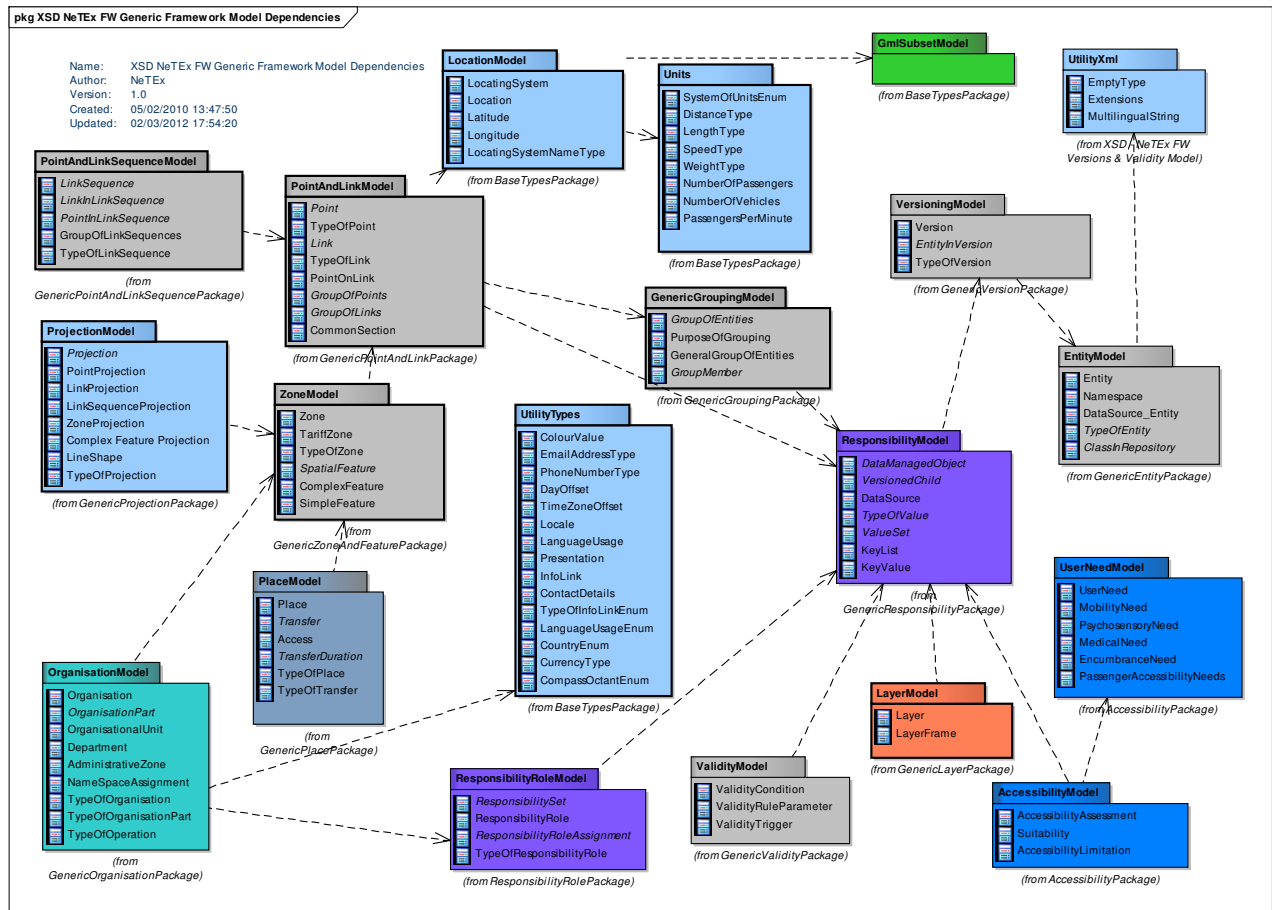 pkg XSD NeTEx FW Generic Framework Model Dependencies
Name: XSD NeTEx FW Generic Framework Model Dependencies
Author: NeTEx
Version: 1.0
Created: 05/02/2010 13:47:50
Updated: 02/03/2012 17:54:20
LocationModel
LocatingSystem
Location
Latitude
Longitude
LocatingSystemNameType
(from BaseTypesPackage)
Units
SystemOfUnitsEnum
DistanceType
LengthType
SpeedType
WeightType
NumberOfPassengers
NumberOfVehicles
PassengersPerMinute
(from BaseTypesPackage)
GmlSubsetModel
(from BaseTypesPackage)
UtilityXml
EmptyType
Extensions
MultilingualString
(from XSD - NeTEx FW
Versions & Validity Model)
PointAndLinkSequenceModel
LinkSequence
LinkInLinkSequence
PointInLinkSequence
GroupOfLinkSequences
TypeOfLinkSequence
(from
GenericPointAndLinkSequencePackage)
PointAndLinkModel
Point
TypeOfPoint
Link
TypeOfLink
PointOnLink
GroupOfPoints
GroupOfLinks
CommonSection
(from GenericPointAndLinkPackage)
VersioningModel
Version
EntityInVersion
TypeOfVersion
(from GenericVersionPackage)
GenericGroupingModel
GroupOfEntities
PurposeOfGrouping
GeneralGroupOfEntities
GroupMember
(from GenericGroupingPackage)
EntityModel
Entity
Namespace
DataSource_Entity
TypeOfEntity
ClassInRepository
(from GenericEntityPackage)
ProjectionModel
Projection
PointProjection
LinkProjection
LinkSequenceProjection
ZoneProjection
Complex Feature Projection
LineShape
TypeOfProjection
(from GenericProjectionPackage)
ZoneModel
Zone
TariffZone
TypeOfZone
SpatialFeature
ComplexFeature
SimpleFeature
(from
GenericZoneAndFeaturePackage)
UtilityTypes
ColourValue
EmailAddressType
PhoneNumberType
DayOffset
TimeZoneOffset
Locale
LanguageUsage
Presentation
InfoLink
ContactDetails
TypeOfInfoLinkEnum
LanguageUsageEnum
CountryEnum
CurrencyType
CompassOctantEnum
(from BaseTypesPackage)
ResponsibilityModel
DataManagedObject
VersionedChild
DataSource
TypeOfValue
ValueSet
KeyList
KeyValue
(from
GenericResponsibilityPackage)
PlaceModel
Place
Transfer
Access
TransferDuration
TypeOfPlace
TypeOfTransfer
(from
GenericPlacePackage)
UserNeedModel
UserNeed
MobilityNeed
PsychosensoryNeed
MedicalNeed
EncumbranceNeed
PassengerAccessibilityNeeds
(from AccessibilityPackage)
OrganisationModel
Organisation
OrganisationPart
OrganisationalUnit
Department
AdministrativeZone
NameSpaceAssignment
TypeOfOrganisation
TypeOfOrganisationPart
TypeOfOperation
(from
GenericOrganisationPackage)
LayerModel
Layer
LayerFrame
(from GenericLayerPackage)
ResponsibilityRoleModel
ResponsibilitySet
ResponsibilityRole
ResponsibilityRoleAssignment
TypeOfResponsibilityRole
(from ResponsibilityRolePackage)
ValidityModel
ValidityCondition
ValidityRuleParameter
ValidityTrigger
(from GenericValidityPackage)
AccessibilityModel
AccessibilityAssessment
Suitability
AccessibilityLimitation
(from AccessibilityPackage)